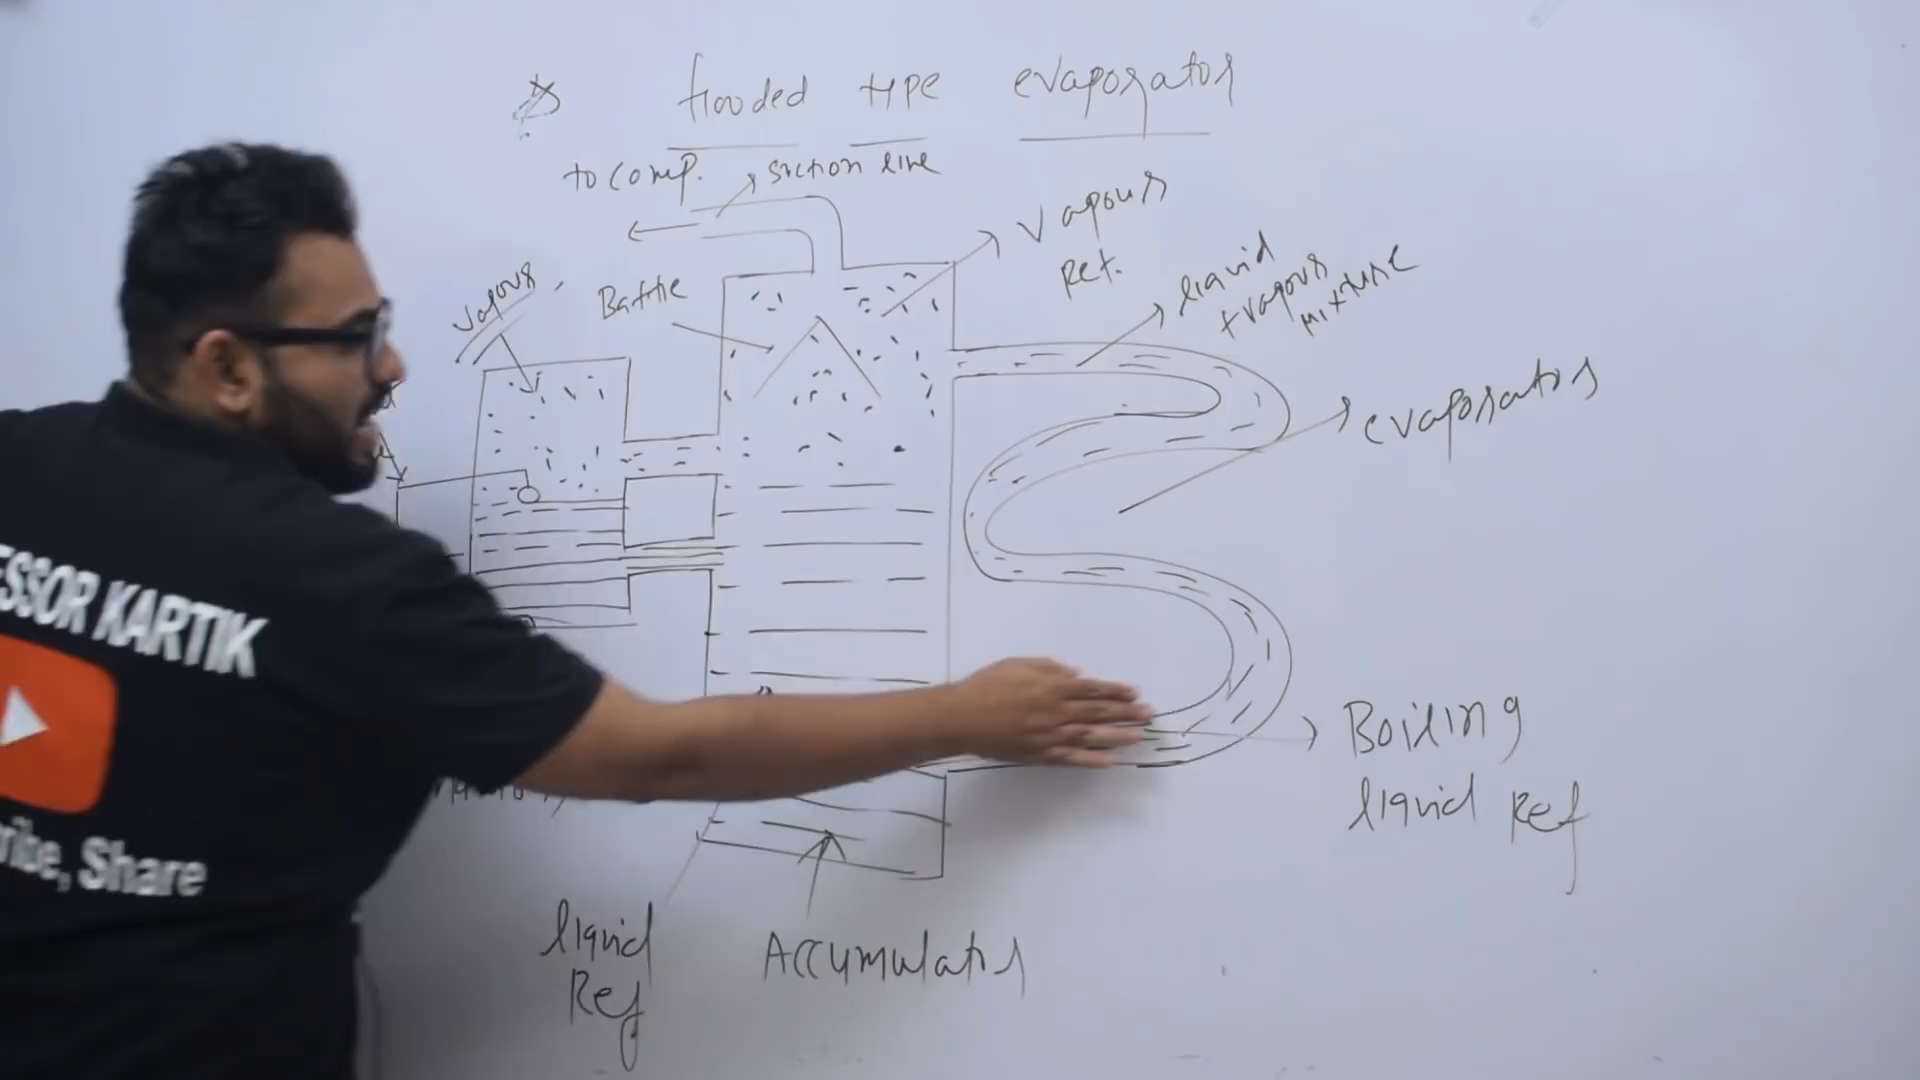 flooded type evaporator
to comp.
suction line
vapour
Ref.
liquid
+ vapour
mixture
vapour
Baffle
evaporator
Boiling
liquid Ref
liquid
Ref
Accumulator
ESSOR KARTIK
ribe, Share